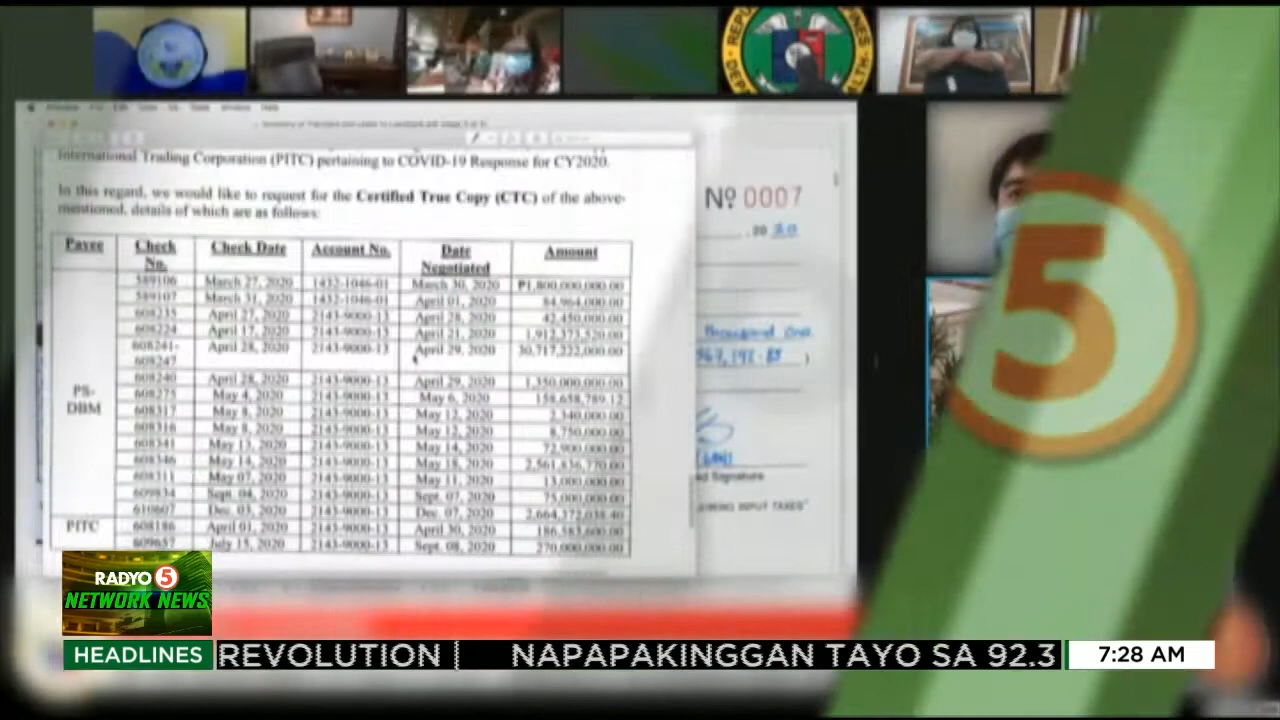 International Trading Corporation (PITC) pertaining to COVID-19 Response for CY2020.
In this regard, we would like to request for the Certified True Copy (CTC) of the above-
mentioned, details of which are as follows:
Payee Check No. Check Date Account No. Date Negotiated Amount
589106 March 27, 2020 1432-1046-01 March 30, 2020 ₱1,800,000,000.00
589107 March 31, 2020 1432-1046-01 April 01, 2020 84,964,000.00
608235 April 27, 2020 2143-9000-13 April 28, 2020 42,450,000.00
608224 April 17, 2020 2143-9000-13 April 21, 2020 1,912,373,520.00
608241-608247 April 28, 2020 2143-9000-13 April 29, 2020 30,717,222,000.00
608240 April 28, 2020 2143-9000-13 April 29, 2020 1,350,000,000.00
608275 May 4, 2020 2143-9000-13 May 6, 2020 158,658,789.12
PS-DBM
608317 May 8, 2020 2143-9000-13 May 12, 2020 2,340,000.00
608316 May 8, 2020 2143-9000-13 May 12, 2020 8,750,000.00
608341 May 13, 2020 2143-9000-13 May 14, 2020 72,900,000.00
608346 May 14, 2020 2143-9000-13 May 18, 2020 2,561,836,770.00
608311 May 07, 2020 2143-9000-13 May 11, 2020 13,000,000.00
609834 Sept. 04, 2020 2143-9000-13 Sept. 07, 2020 75,000,000.00
610607 Dec. 03, 2020 2143-9000-13 Dec. 07, 2020 2,664,372,038.40
PITC 608186 April 01, 2020 2143-9000-13 April 30, 2020 186,583,600.00
609657 July 15, 2020 2143-9000-13 Sept. 08, 2020 270,000,000.00
Nº 0007
, 20 20
Thousand One
567,192.85 )
Signature
INPUT TAXES"
5
RADYO 5
NETWORK NEWS
HEADLINES REVOLUTION | NAPAPAKINGGAN TAYO SA 92.3 7:28 AM